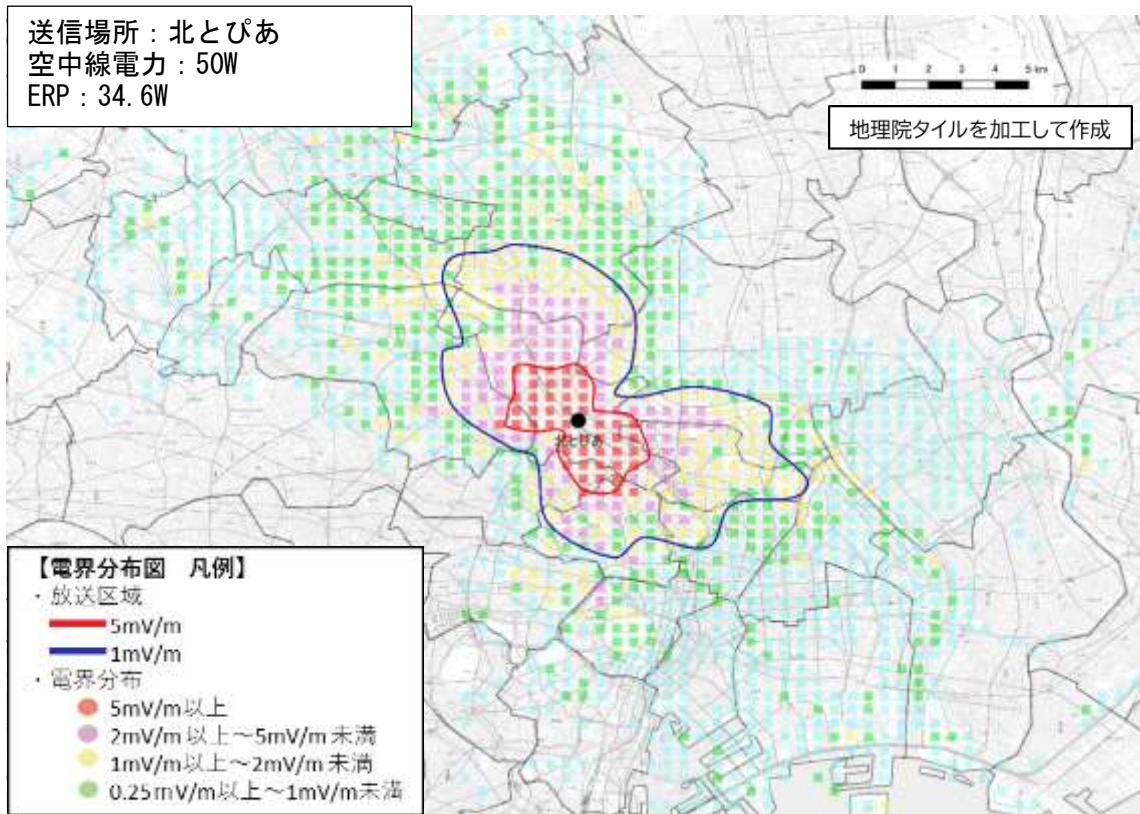 送信場所：北とぴあ
空中線電力：50W
ERP：34.6W
0 1 2 3 4 5 km
地理院タイルを加工して作成
北とぴあ
【電界分布図　凡例】
・放送区域
5mV/m
1mV/m
・電界分布
5mV/m以上
2mV/m以上～5mV/m未満
1mV/m以上～2mV/m未満
0.25mV/m以上～1mV/m未満